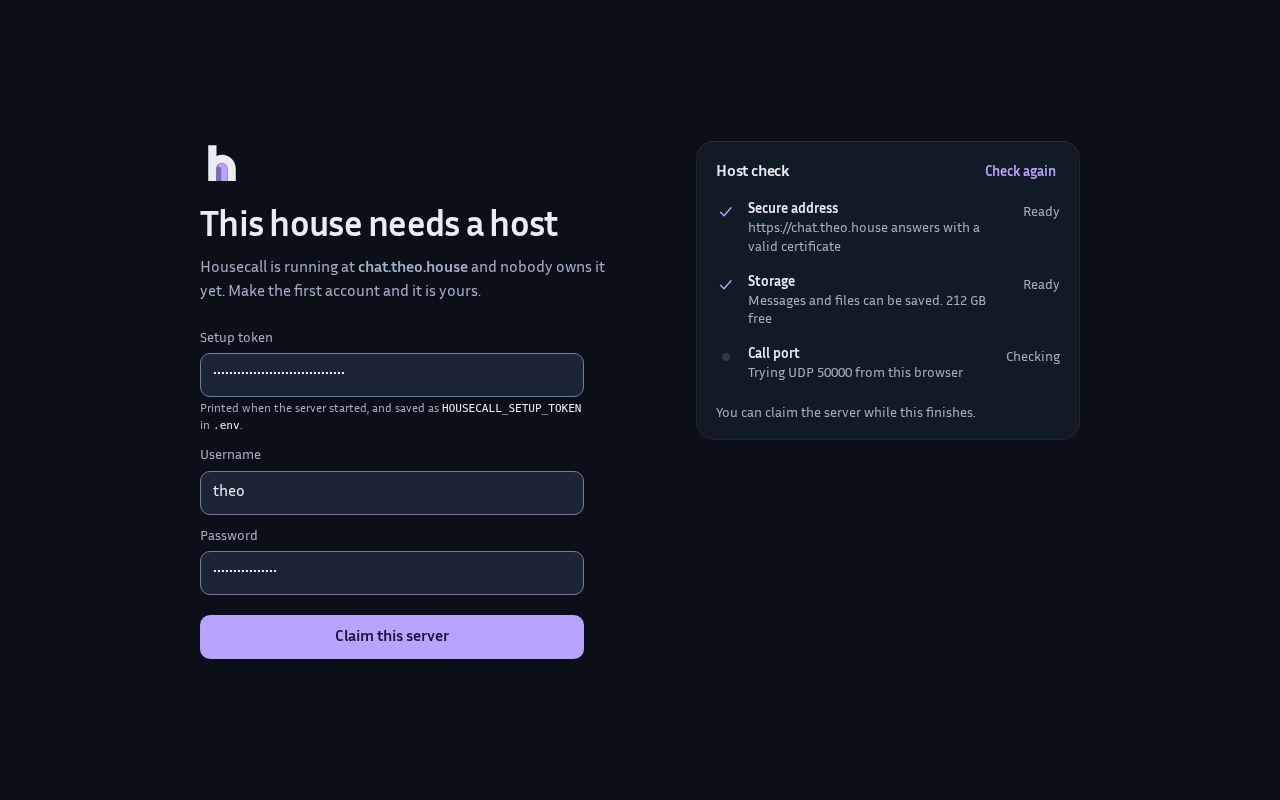 h
This house needs a host
Housecall is running at chat.theo.house and nobody owns it
yet. Make the first account and it is yours.
Setup token
•••••••••••••••••••••••••••••••••
Printed when the server started, and saved as HOUSECALL_SETUP_TOKEN
in .env.
Username
theo
Password
••••••••••••••••
Claim this server
Host check
Check again
Secure address
Ready
https://chat.theo.house answers with a
valid certificate
Storage
Ready
Messages and files can be saved. 212 GB
free
Call port
Checking
Trying UDP 50000 from this browser
You can claim the server while this finishes.